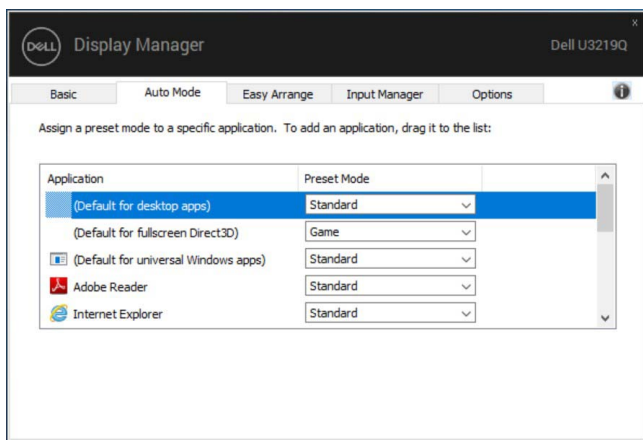 DELL Display Manager Dell U3219Q
Basic Auto Mode Easy Arrange Input Manager Options
Assign a preset mode to a specific application. To add an application, drag it to the list:
Application Preset Mode
(Default for desktop apps) Standard
(Default for fullscreen Direct3D) Game
(Default for universal Windows apps) Standard
Adobe Reader Standard
Internet Explorer Standard